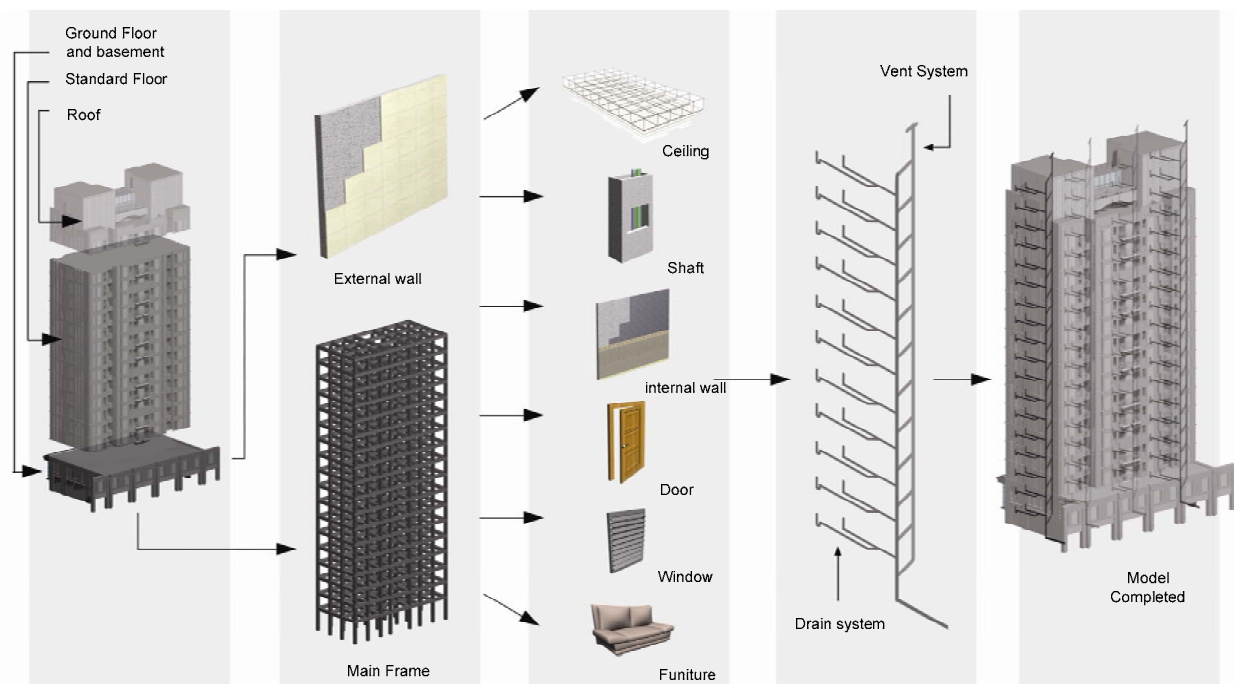 Ground Floor
and basement
Standard Floor
Roof
External wall
Main Frame
Ceiling
Shaft
internal wall
Door
Window
Funiture
Vent System
Drain system
Model
Completed